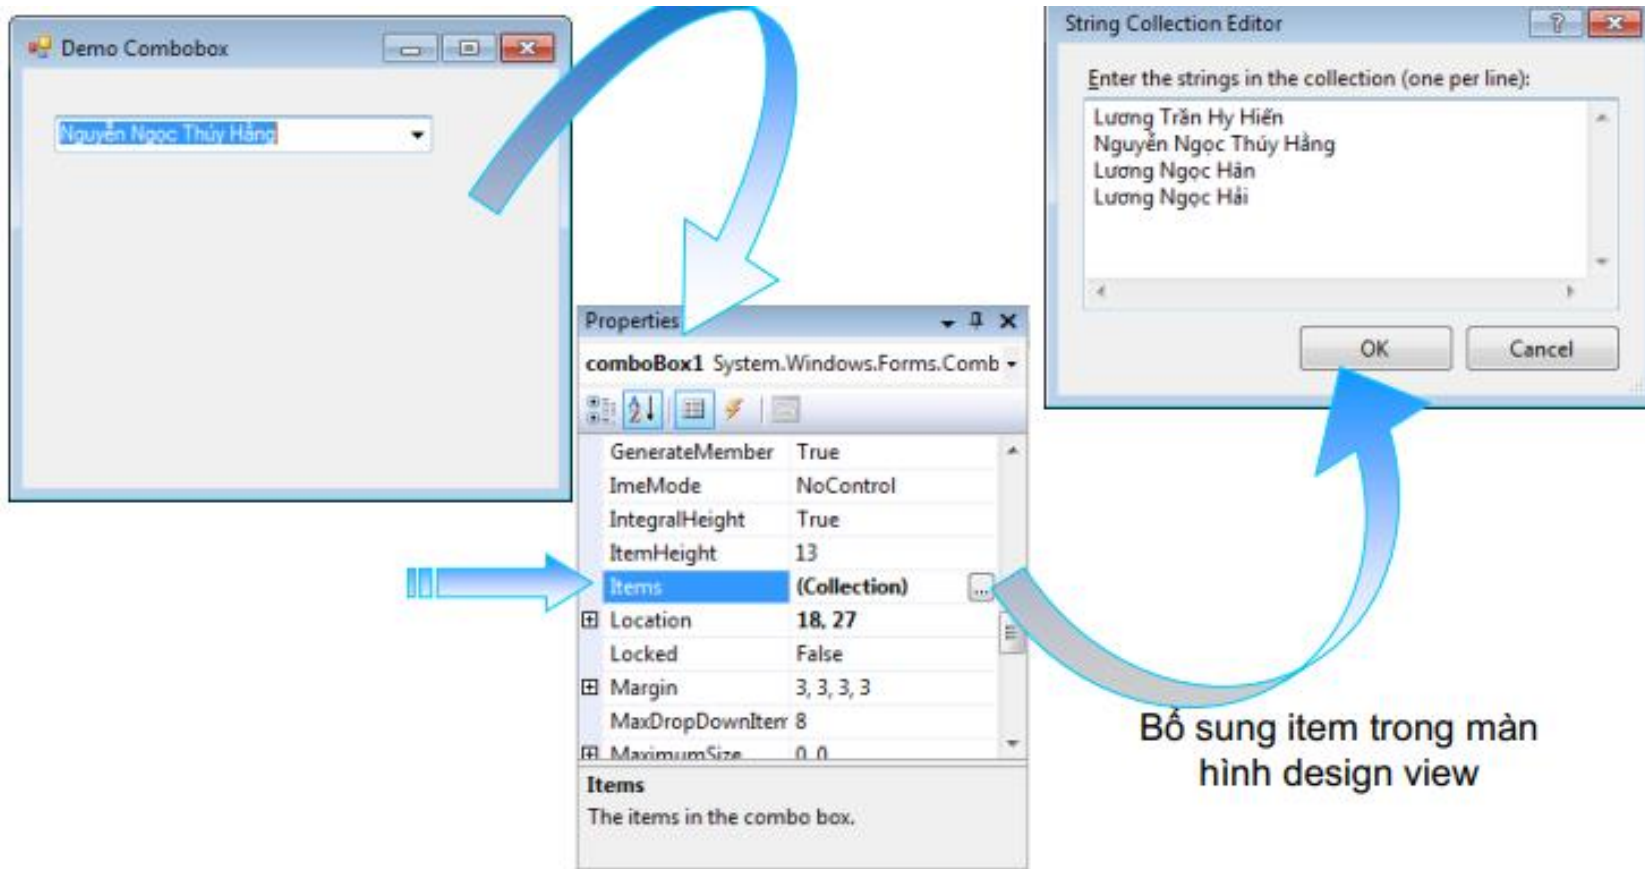 Demo Combobox
Nguyễn Ngọc Thúy Hằng
Properties
comboBox1 System.Windows.Forms.Comb
GenerateMember True
ImeMode NoControl
IntegralHeight True
ItemHeight 13
Items (Collection) ...
Location 18, 27
Locked False
Margin 3, 3, 3, 3
MaxDropDownItem 8
MaximumSize 0, 0
Items
The items in the combo box.
String Collection Editor
Enter the strings in the collection (one per line):
Lương Trần Hy Hiến
Nguyễn Ngọc Thúy Hằng
Lương Ngọc Hân
Lương Ngọc Hải
OK Cancel
Bổ sung item trong màn
hình design view